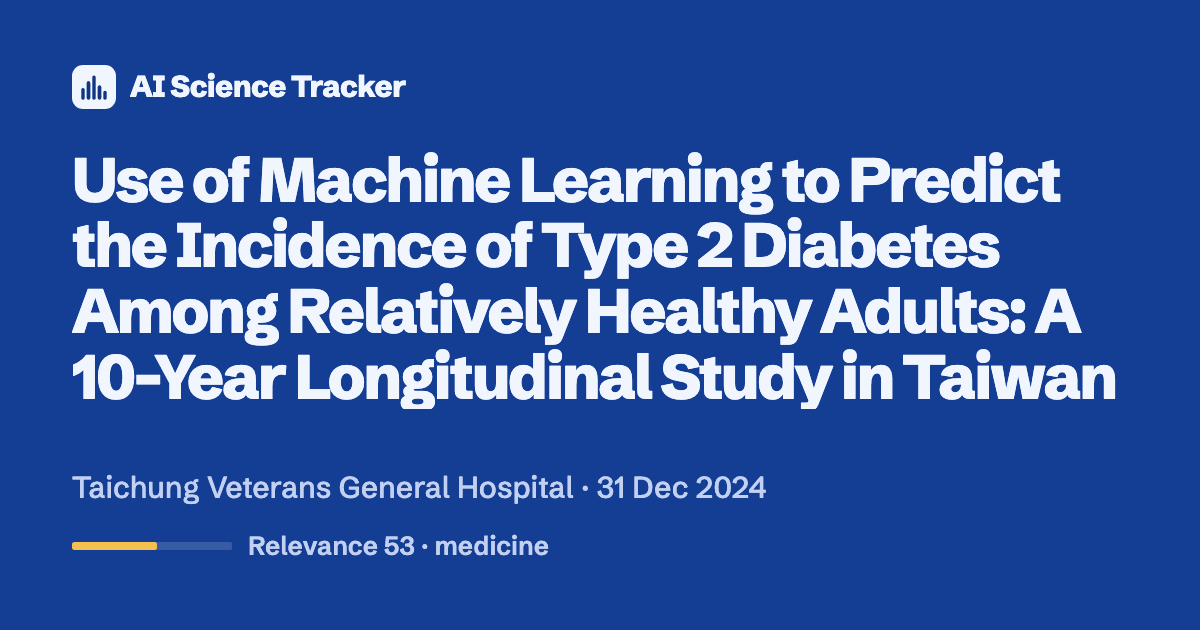 AI Science Tracker
Use of Machine Learning to Predict
the Incidence of Type 2 Diabetes
Among Relatively Healthy Adults: A
10-Year Longitudinal Study in Taiwan
Taichung Veterans General Hospital · 31 Dec 2024
Relevance 53 · medicine